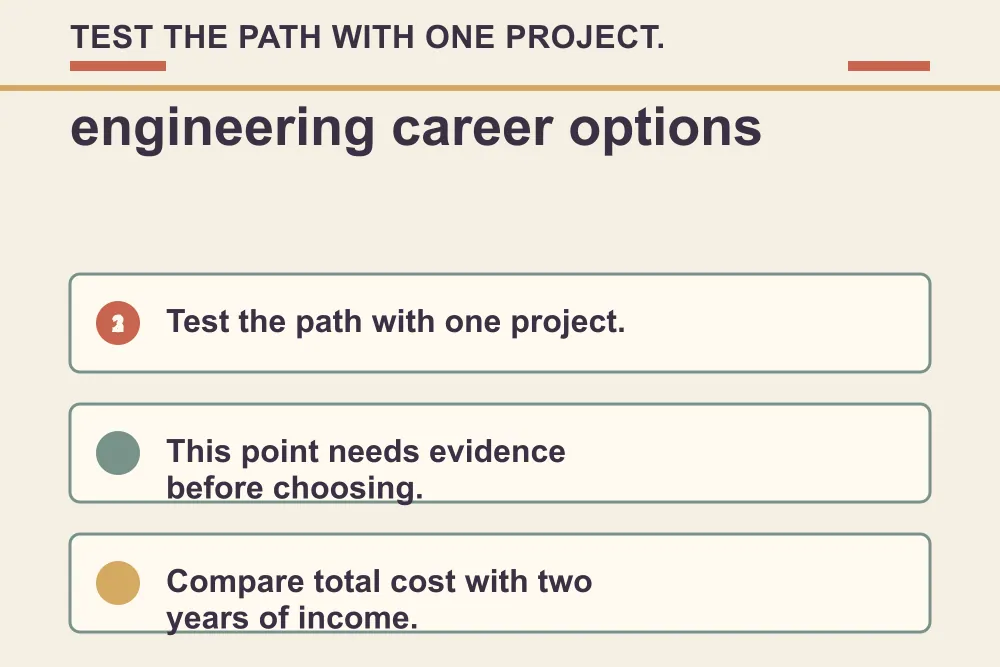 TEST THE PATH WITH ONE PROJECT.
engineering career options
Test the path with one project.
This point needs evidence
before choosing.
Compare total cost with two
years of income.